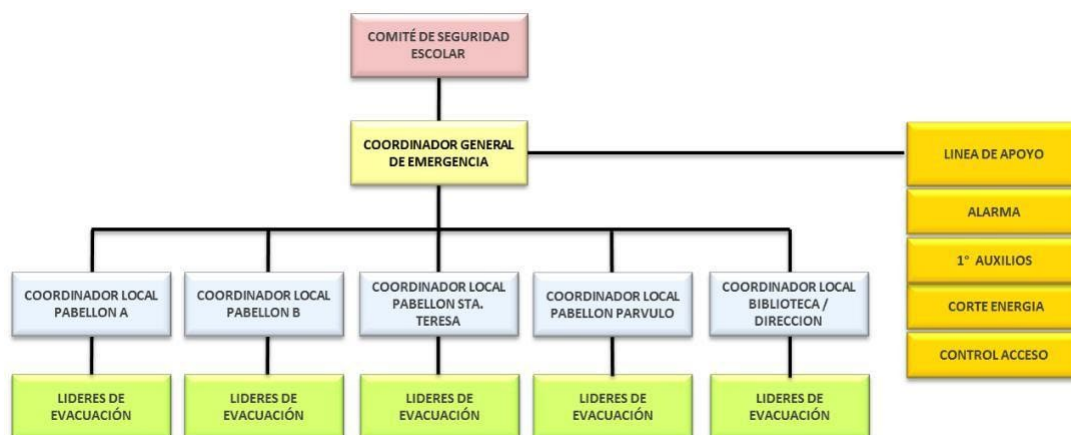 COMITÉ DE SEGURIDAD
ESCOLAR
COORDINADOR GENERAL
DE EMERGENCIA
LINEA DE APOYO
ALARMA
1° AUXILIOS
CORTE ENERGIA
CONTROL ACCESO
COORDINADOR LOCAL
PABELLON A
COORDINADOR LOCAL
PABELLON B
COORDINADOR LOCAL
PABELLON STA.
TERESA
COORDINADOR LOCAL
PABELLON PARVULO
COORDINADOR LOCAL
BIBLIOTECA /
DIRECCION
LIDERES DE
EVACUACIÓN
LIDERES DE
EVACUACIÓN
LIDERES DE
EVACUACIÓN
LIDERES DE
EVACUACIÓN
LIDERES DE
EVACUACIÓN